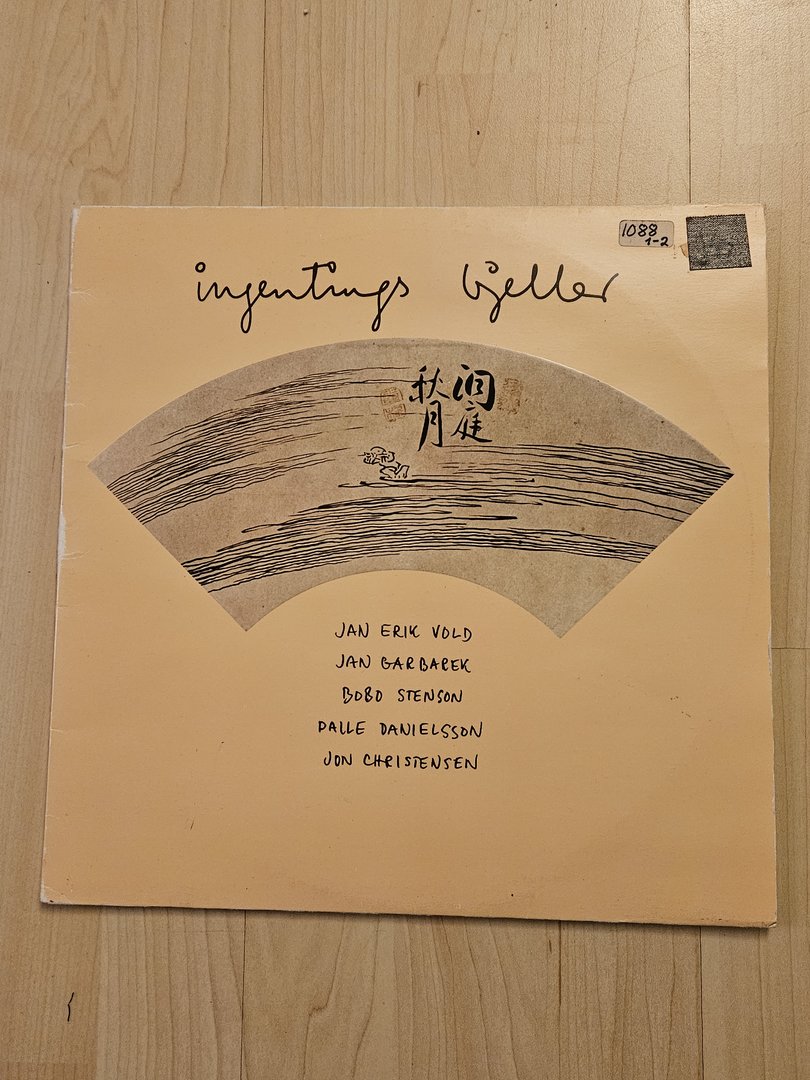 1088
1-2
ingentings bjeller
洞庭
秋月
JAN ERIK VOLD
JAN GARBAREK
BOBO STENSON
PALLE DANIELSSON
JON CHRISTENSEN